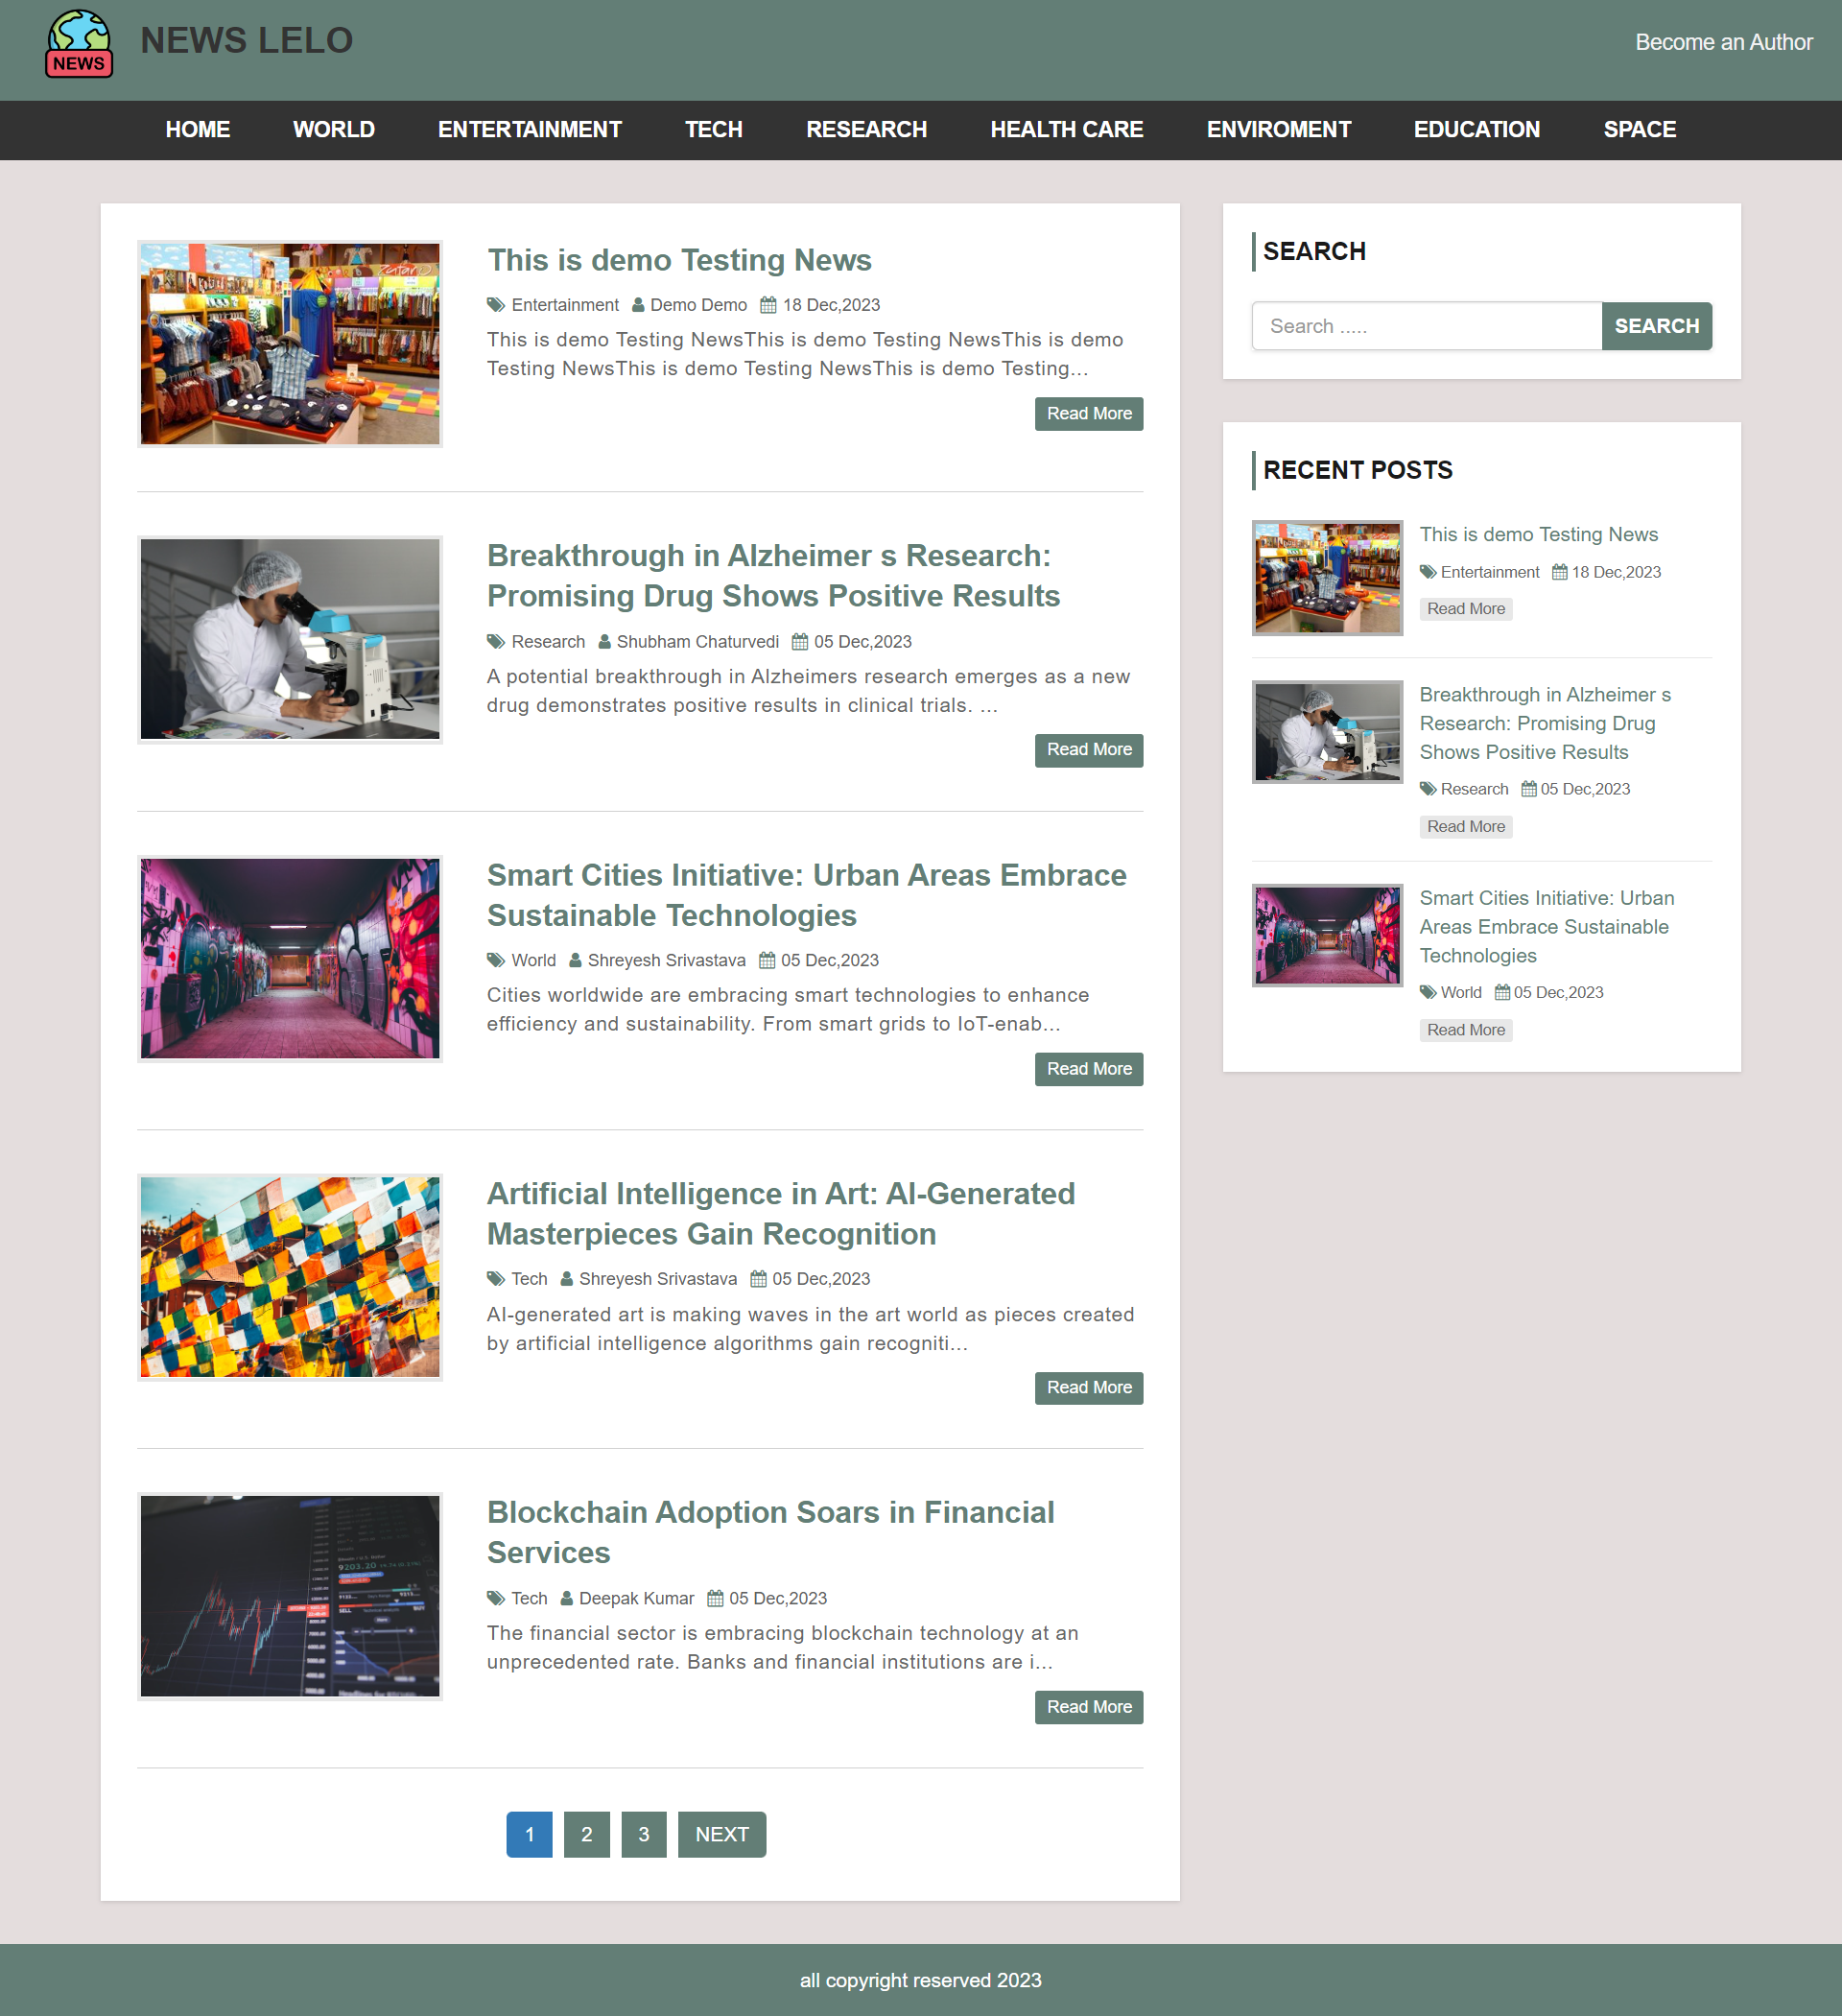 NEWS
NEWS LELO
Become an Author
HOME WORLD ENTERTAINMENT TECH RESEARCH HEALTH CARE ENVIROMENT EDUCATION SPACE
This is demo Testing News
Entertainment Demo Demo 18 Dec,2023
This is demo Testing NewsThis is demo Testing NewsThis is demo
Testing NewsThis is demo Testing NewsThis is demo Testing...
Read More
Breakthrough in Alzheimer s Research:
Promising Drug Shows Positive Results
Research Shubham Chaturvedi 05 Dec,2023
A potential breakthrough in Alzheimers research emerges as a new
drug demonstrates positive results in clinical trials. ...
Read More
Smart Cities Initiative: Urban Areas Embrace
Sustainable Technologies
World Shreyesh Srivastava 05 Dec,2023
Cities worldwide are embracing smart technologies to enhance
efficiency and sustainability. From smart grids to IoT-enab...
Read More
Artificial Intelligence in Art: AI-Generated
Masterpieces Gain Recognition
Tech Shreyesh Srivastava 05 Dec,2023
AI-generated art is making waves in the art world as pieces created
by artificial intelligence algorithms gain recogniti...
Read More
Blockchain Adoption Soars in Financial
Services
Tech Deepak Kumar 05 Dec,2023
The financial sector is embracing blockchain technology at an
unprecedented rate. Banks and financial institutions are i...
Read More
1 2 3 NEXT
SEARCH
Search ..... SEARCH
RECENT POSTS
This is demo Testing News
Entertainment 18 Dec,2023
Read More
Breakthrough in Alzheimer s
Research: Promising Drug
Shows Positive Results
Research 05 Dec,2023
Read More
Smart Cities Initiative: Urban
Areas Embrace Sustainable
Technologies
World 05 Dec,2023
Read More
all copyright reserved 2023